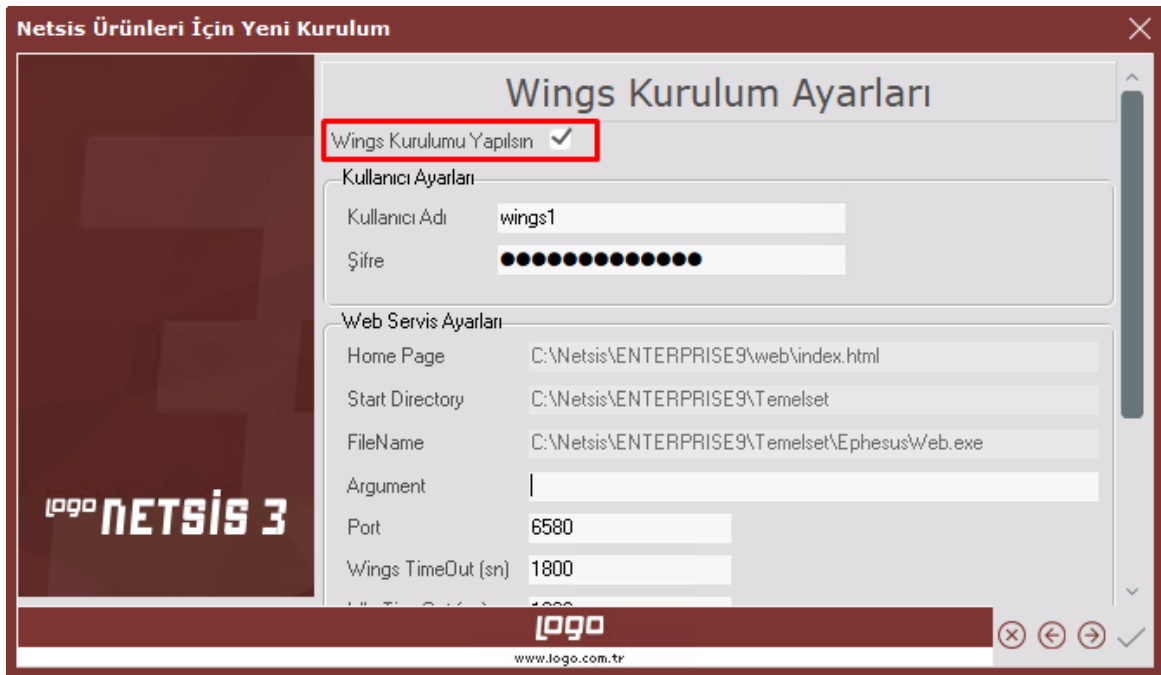 Netsis Ürünleri İçin Yeni Kurulum
Wings Kurulum Ayarları
Wings Kurulumu Yapılsın
Kullanıcı Ayarları
Kullanıcı Adı wings1
Şifre ●●●●●●●●●●●●●
Web Servis Ayarları
Home Page C:\Netsis\ENTERPRISE9\web\index.html
Start Directory C:\Netsis\ENTERPRISE9\Temelset
FileName C:\Netsis\ENTERPRISE9\Temelset\EphesusWeb.exe
Argument
Port 6580
Wings TimeOut (sn) 1800
LOGO NETSİS 3
LOGO
www.logo.com.tr